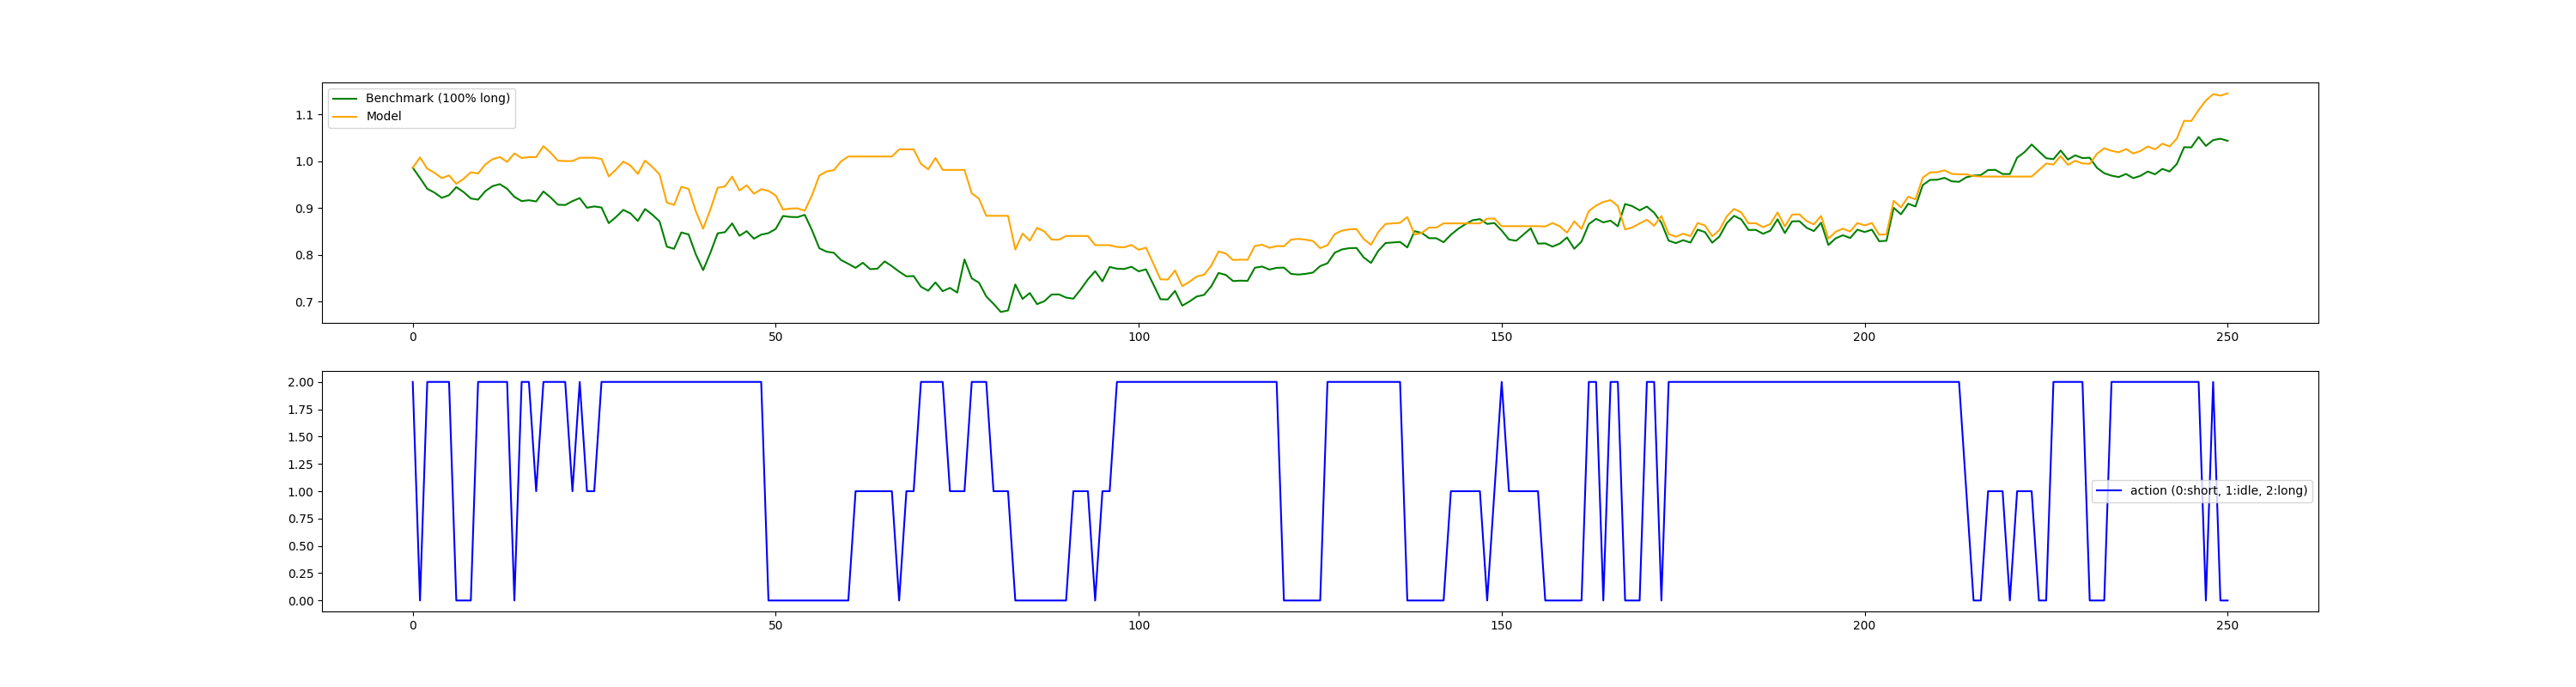 Benchmark (100% long)
Model
1.1
1.0
0.9
0.8
0.7
0 50 100 150 200 250
2.00
1.75
1.50
1.25
1.00
0.75
0.50
0.25
0.00
action (0:short, 1:idle, 2:long)
0 50 100 150 200 250